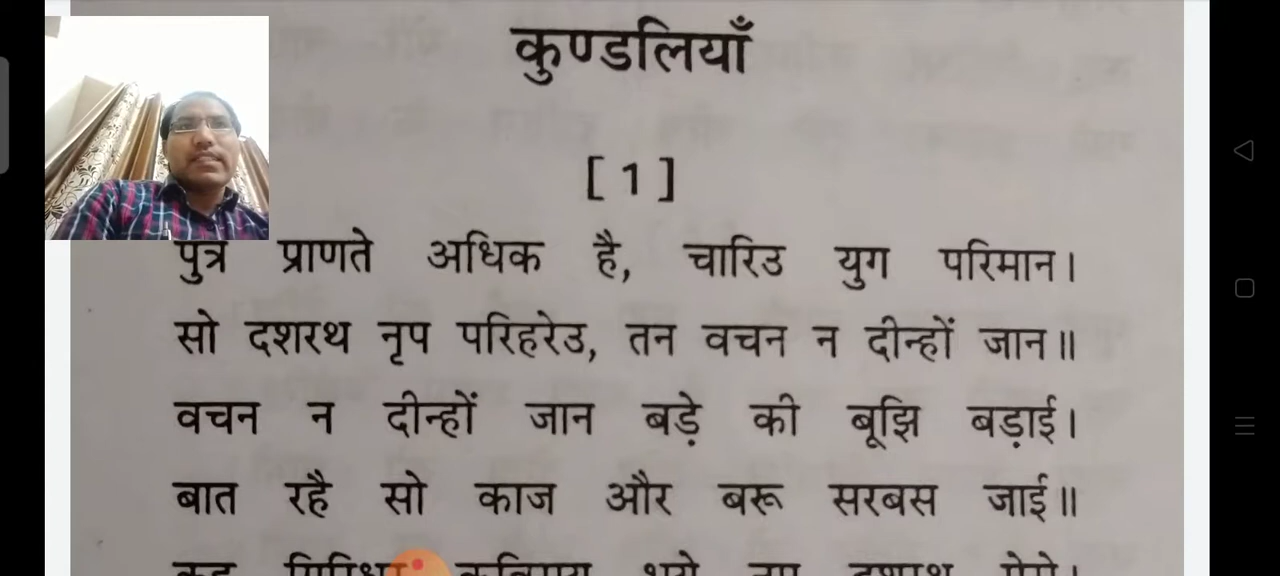 कुण्डलियाँ
[ 1 ]
पुत्र प्राणते अधिक है, चारिउ युग परिमान।
सो दशरथ नृप परिहरेउ, तन वचन न दीन्हों जान॥
वचन न दीन्हों जान बड़े की बूझि बड़ाई।
बात रहै सो काज और बरू सरबस जाई॥